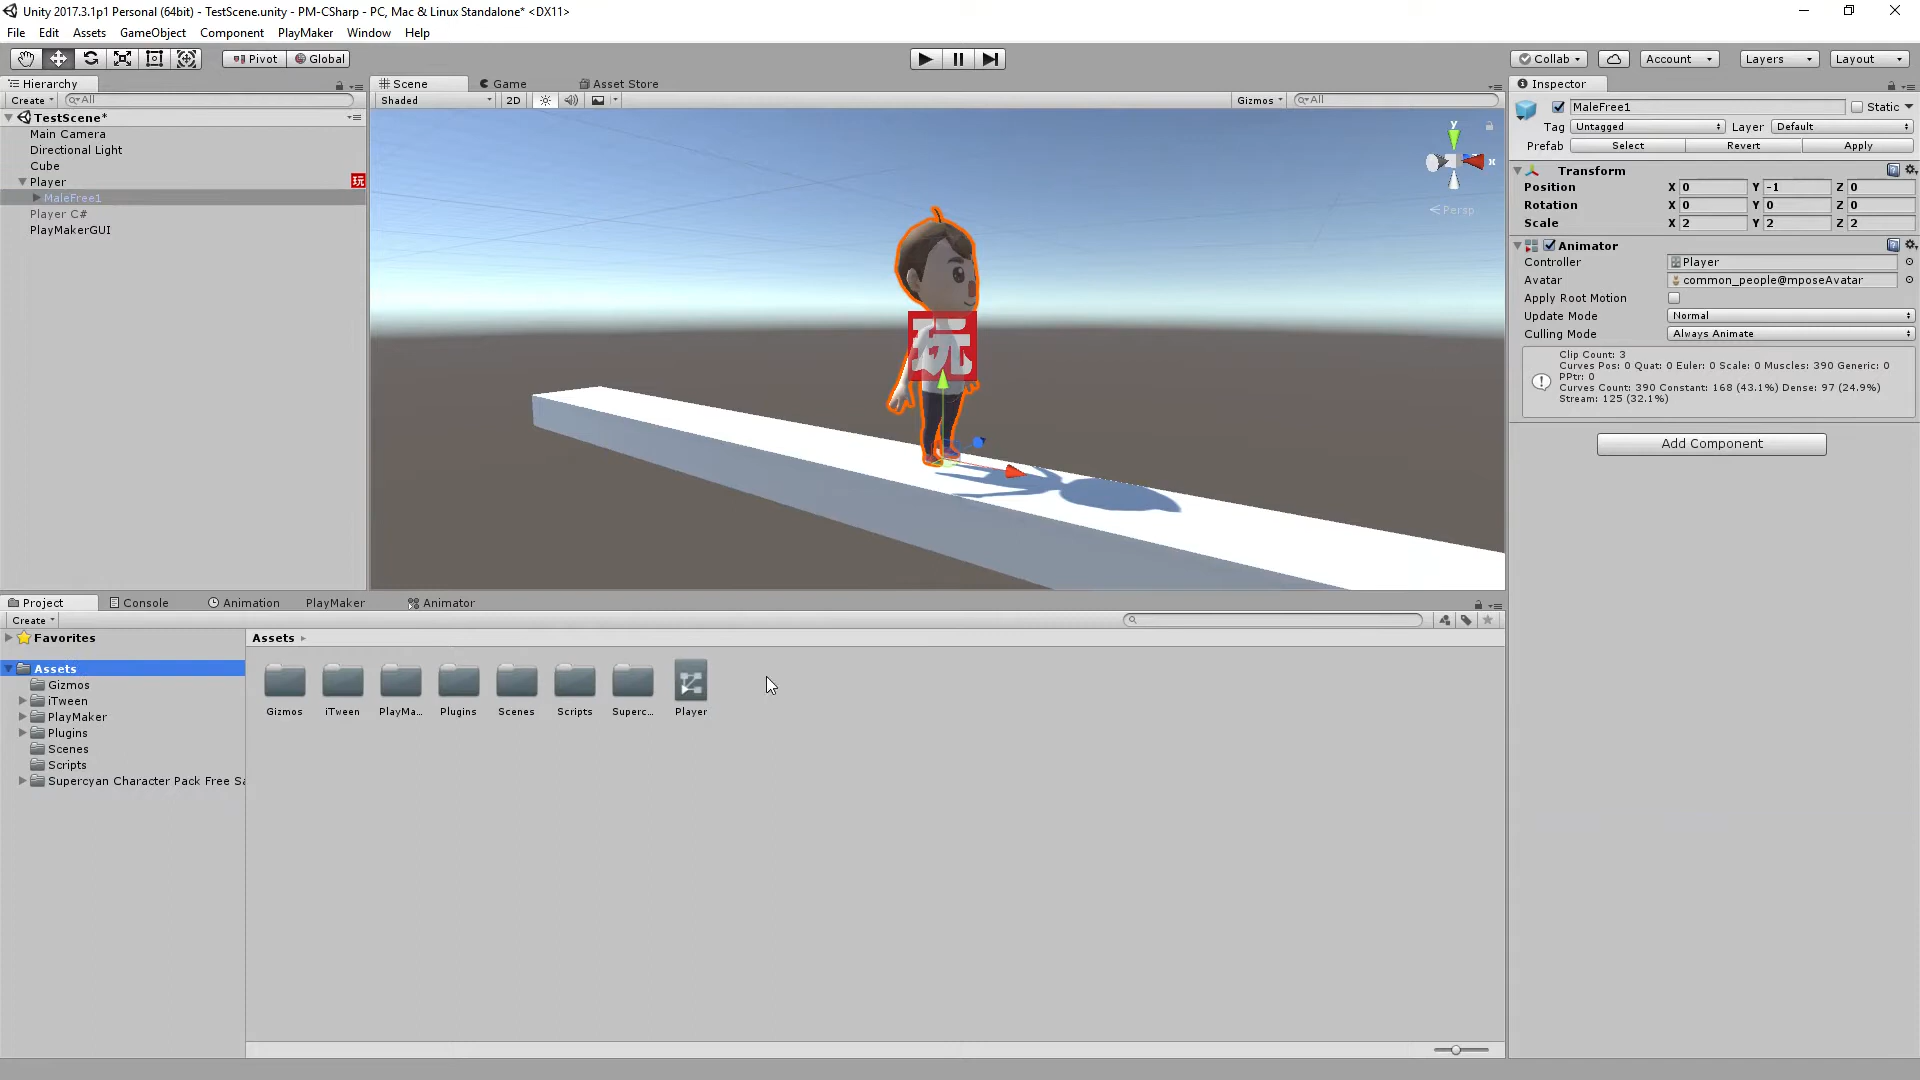 Unity 2017.3.1p1 Personal (64bit) - TestScene.unity - PM-CSharp - PC, Mac & Linux Standalone* <DX11>
File Edit Assets GameObject Component PlayMaker Window Help
Pivot Global Collab Account Layers Layout
Hierarchy
Create All
TestScene*
Main Camera
Directional Light
Cube
Player 玩
MaleFree1
Player C#
PlayMakerGUI
Scene Game Asset Store
Shaded 2D Gizmos All
y
x
Persp
玩
Inspector
MaleFree1 Static
Tag Untagged Layer Default
Prefab Select Revert Apply
Transform
Position X 0 Y -1 Z 0
Rotation X 0 Y 0 Z 0
Scale X 2 Y 2 Z 2
Animator
Controller Player
Avatar common_people@mposeAvatar
Apply Root Motion
Update Mode Normal
Culling Mode Always Animate
Clip Count: 3
Curves Pos: 0 Quat: 0 Euler: 0 Scale: 0 Muscles: 390 Generic: 0
PPtr: 0
Curves Count: 390 Constant: 168 (43.1%) Dense: 97 (24.9%)
Stream: 125 (32.1%)
Add Component
Project Console Animation PlayMaker Animator
Create
Favorites
Assets
Gizmos
iTween
PlayMaker
Plugins
Scenes
Scripts
Supercyan Character Pack Free Sa
Assets
Gizmos iTween PlayMa... Plugins Scenes Scripts Superc... Player